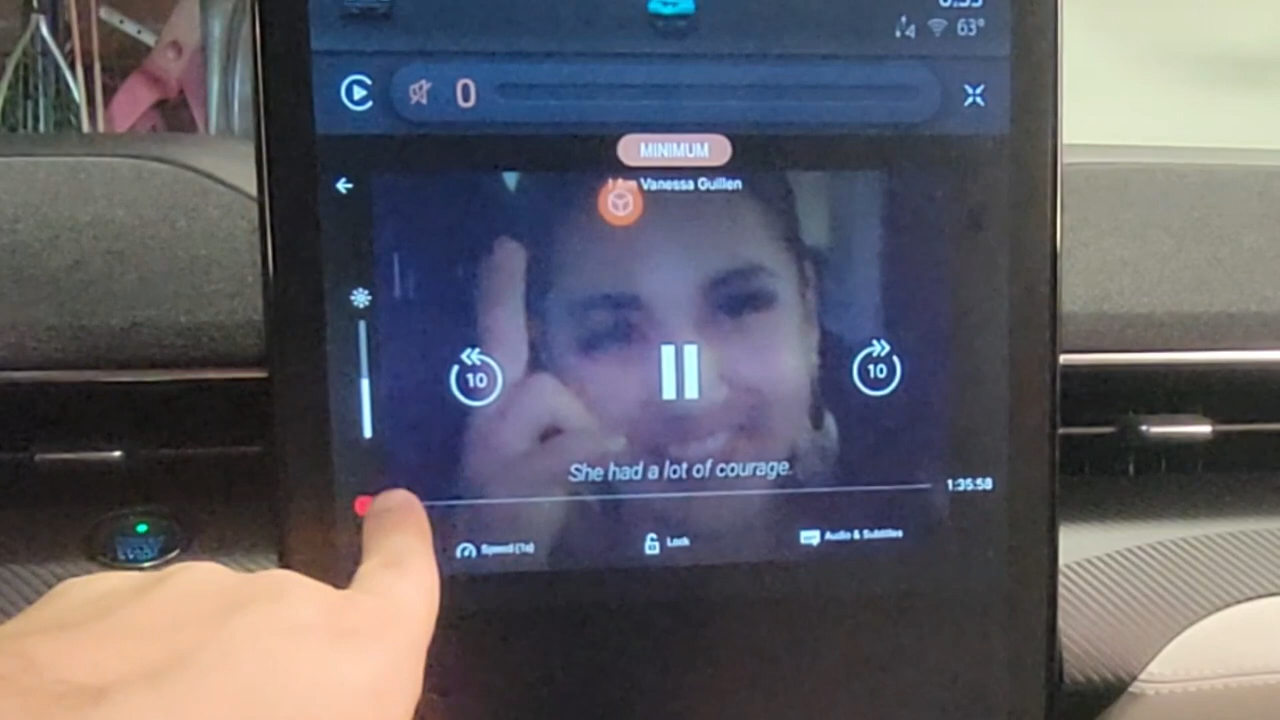 63°
0
MINIMUM
I Am Vanessa Guillen
10
10
She had a lot of courage.
1:35:58
Speed (1x)
Lock
Audio & Subtitles